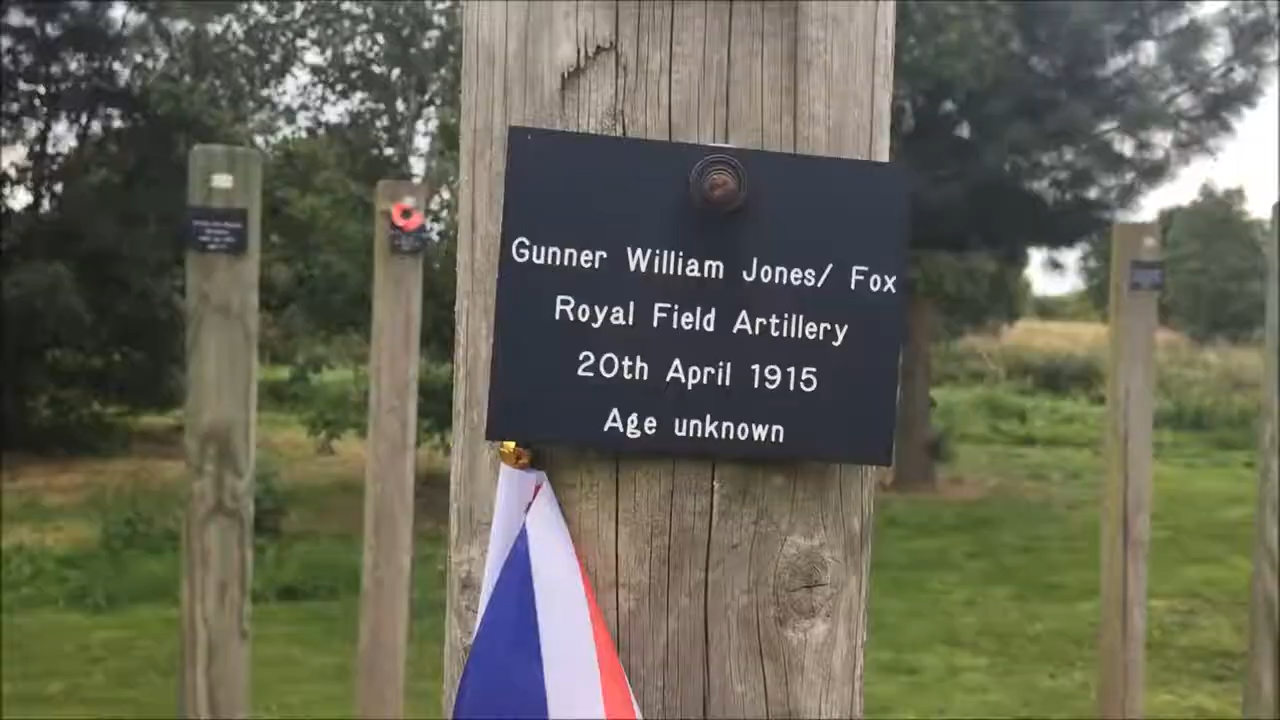 Gunner William Jones/ Fox
Royal Field Artillery
20th April 1915
Age unknown